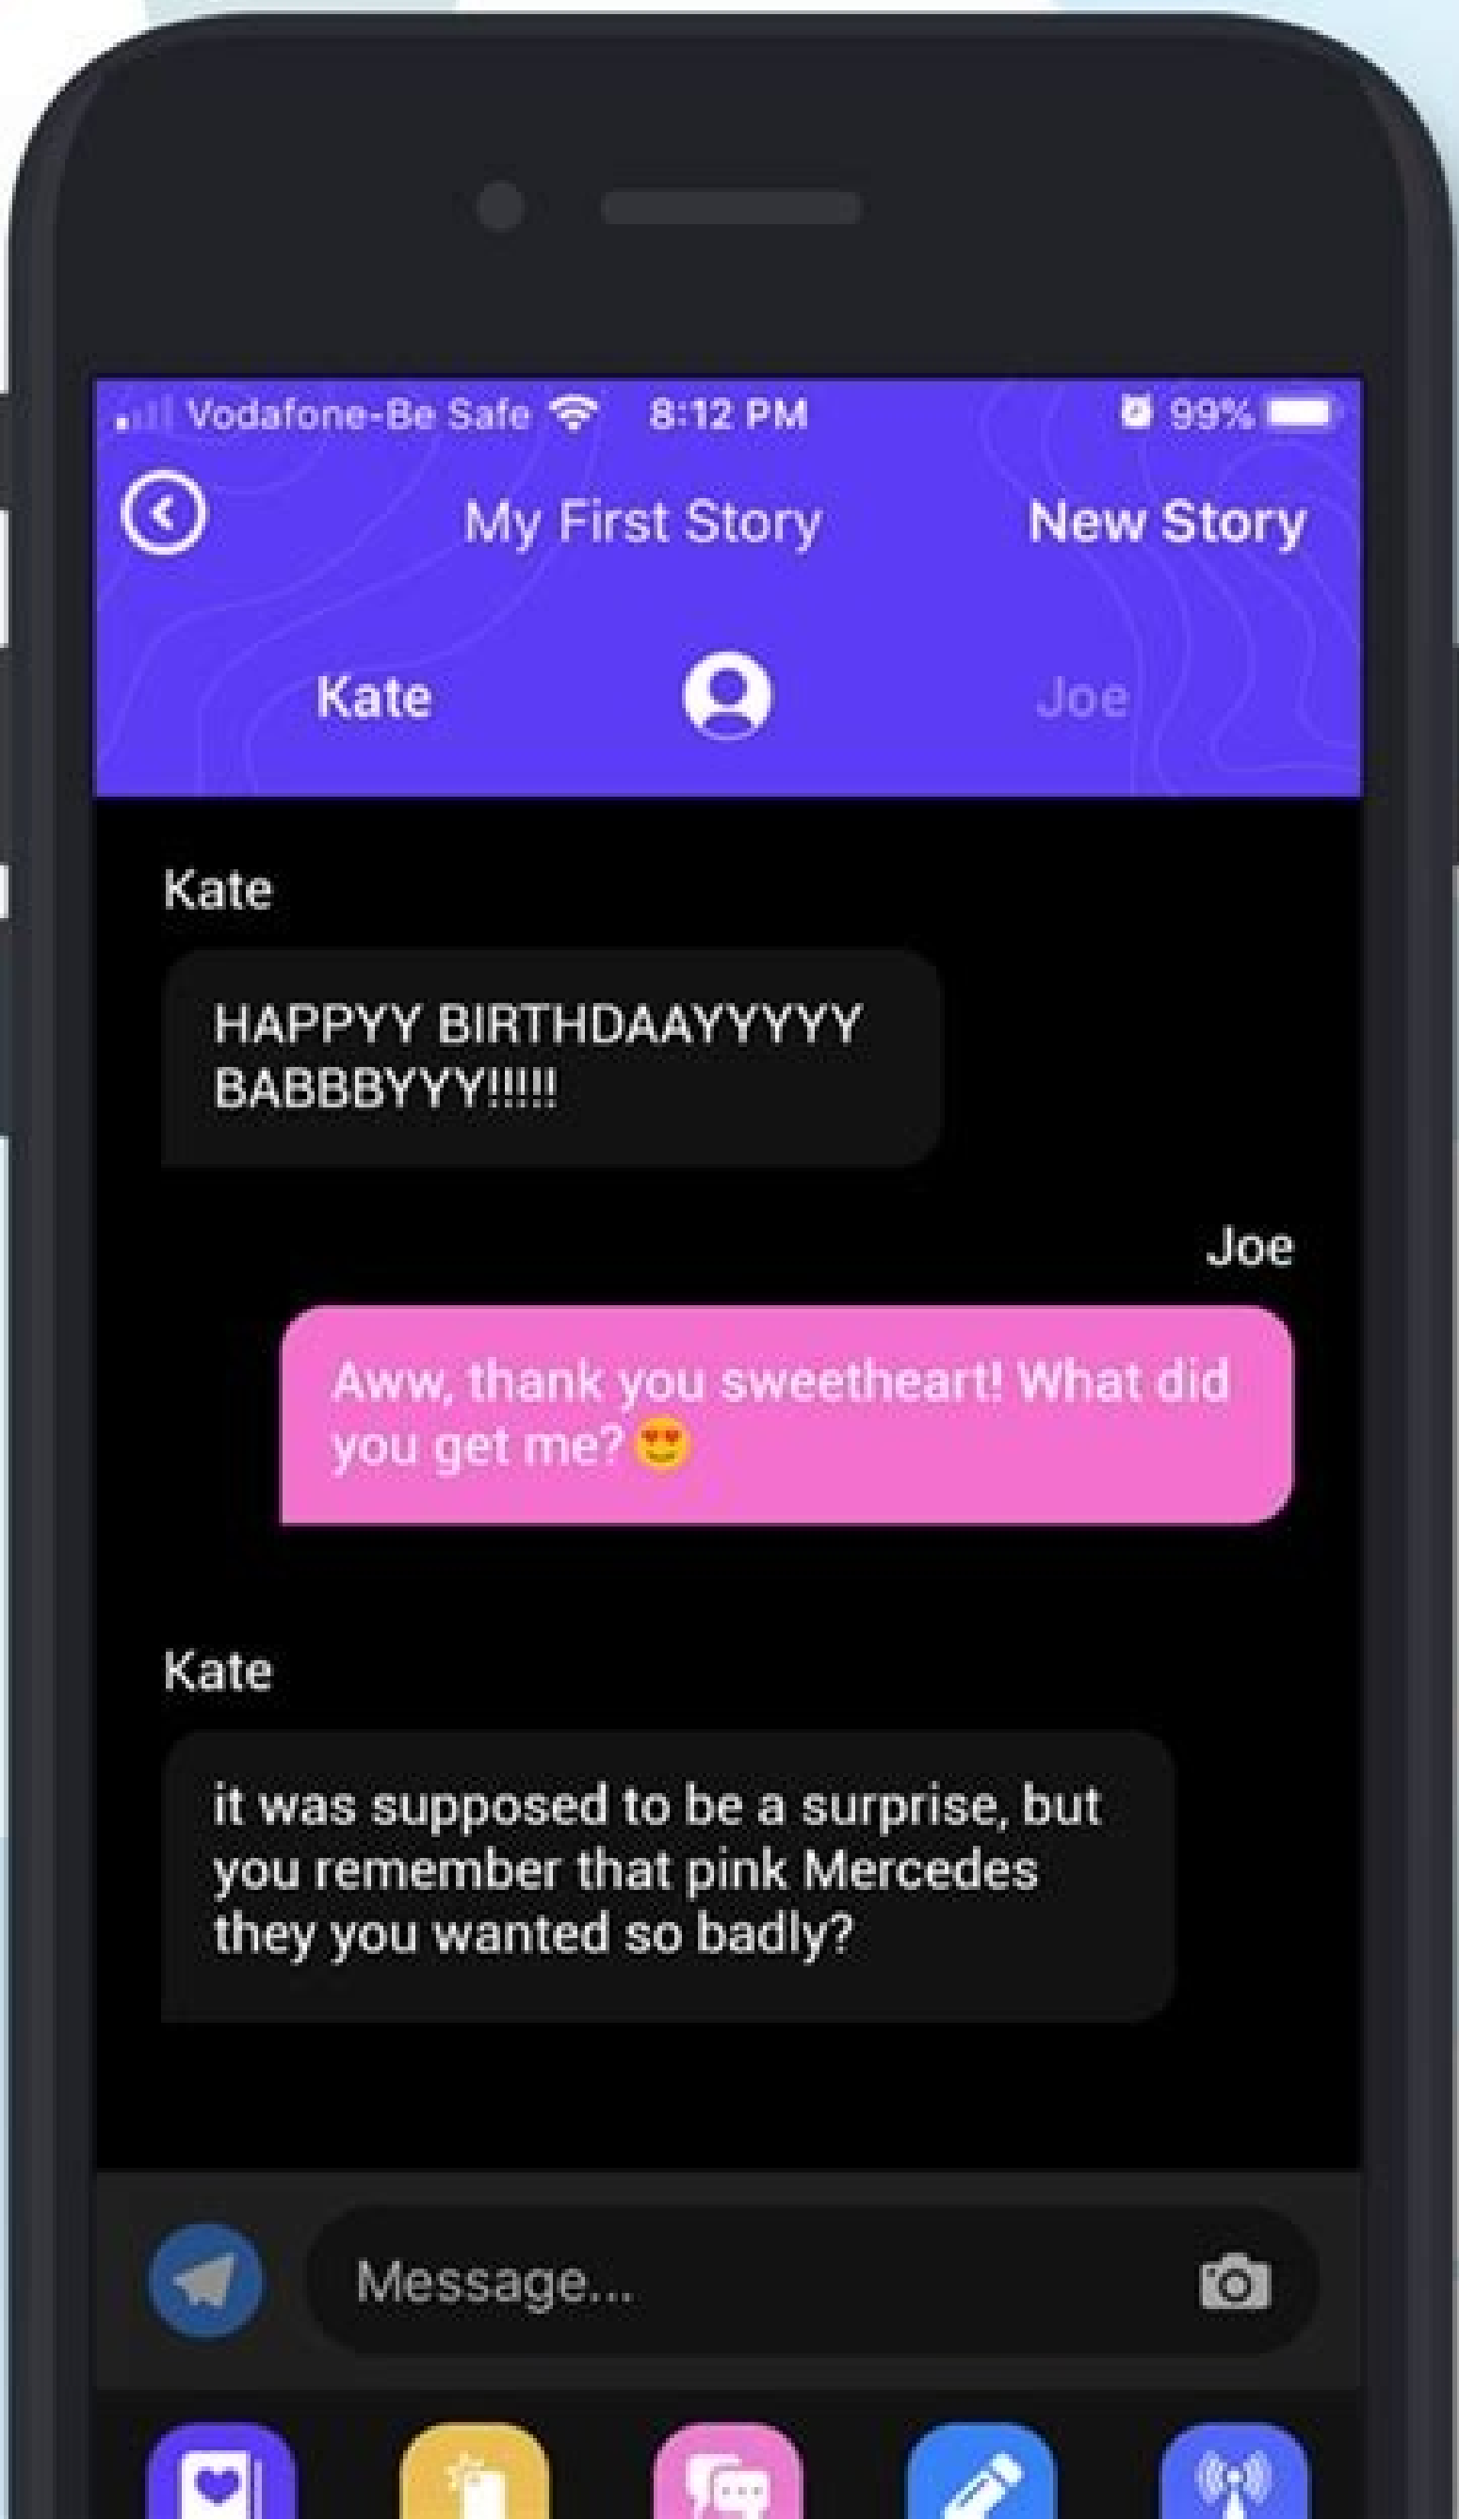 Vodafone-Be Safe 8:12 PM 99%
My First Story New Story
Kate Joe
Kate
HAPPYY BIRTHDAAYYYYY
BABBBYYY!!!!!
Joe
Aww, thank you sweetheart! What did
you get me?😍
Kate
it was supposed to be a surprise, but
you remember that pink Mercedes
they you wanted so badly?
Message...